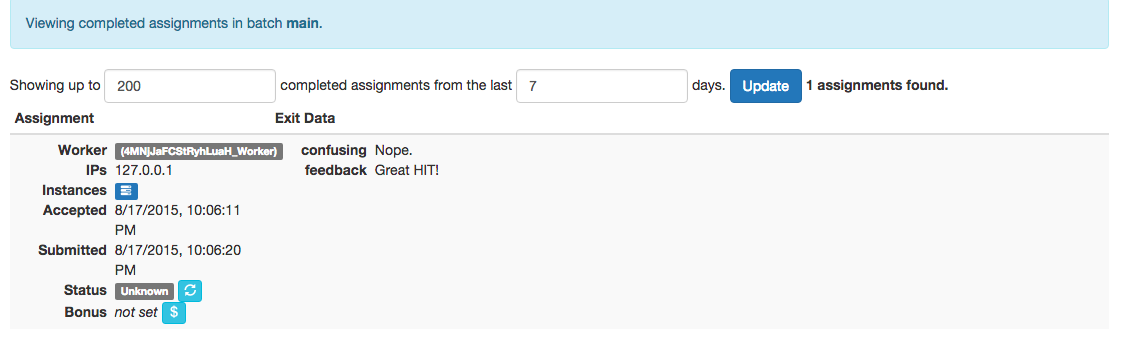 Viewing completed assignments in batch main.
Showing up to 200 completed assignments from the last 7 days. Update 1 assignments found.
Assignment Exit Data
Worker (4MNjJaFCStRyhLuaH_Worker) confusing Nope.
IPs 127.0.0.1 feedback Great HIT!
Instances
Accepted 8/17/2015, 10:06:11
PM
Submitted 8/17/2015, 10:06:20
PM
Status Unknown
Bonus not set $